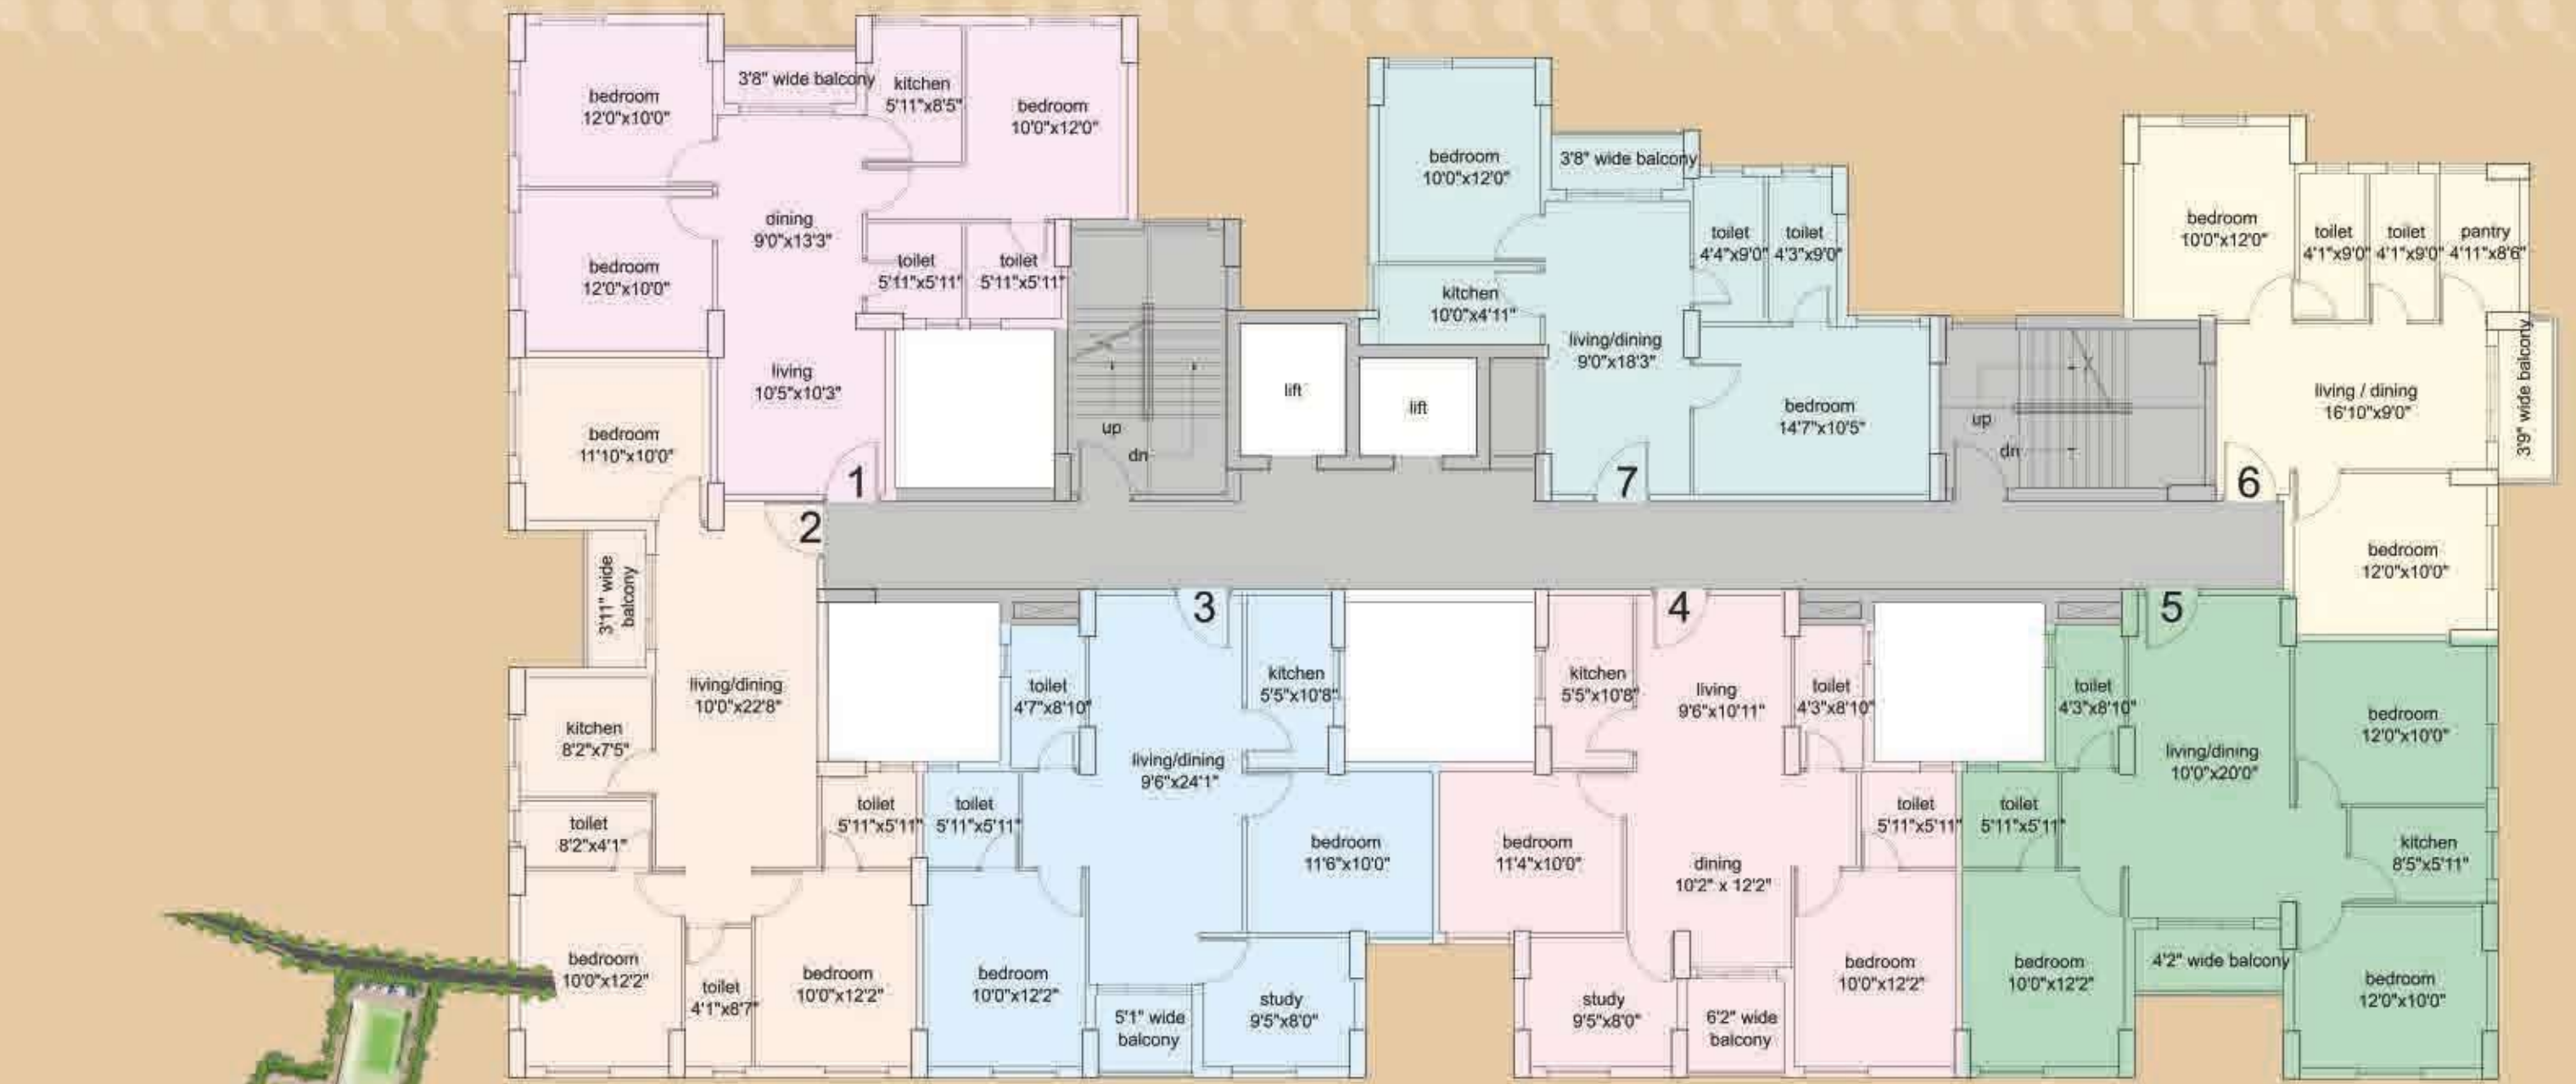 bedroom
12'0"x10'0"
3'8" wide balcony
kitchen
5'11"x8'5"
bedroom
10'0"x12'0"
dining
9'0"x13'3"
bedroom
12'0"x10'0"
toilet
5'11"x5'11"
toilet
5'11"x5'11"
living
10'5"x10'3"
1
up
dn
lift
lift
bedroom
10'0"x12'0"
3'8" wide balcony
kitchen
10'0"x4'11"
toilet
4'4"x9'0"
toilet
4'3"x9'0"
living/dining
9'0"x18'3"
bedroom
14'7"x10'5"
7
up
dn
bedroom
10'0"x12'0"
toilet
4'1"x9'0"
toilet
4'1"x9'0"
pantry
4'11"x8'6"
living / dining
16'10"x9'0"
3'9" wide balcony
6
bedroom
12'0"x10'0"
bedroom
11'10"x10'0"
2
3'11" wide
balcony
living/dining
10'0"x22'8"
kitchen
8'2"x7'5"
toilet
8'2"x4'1"
toilet
5'11"x5'11"
bedroom
10'0"x12'2"
toilet
4'1"x6'7"
bedroom
10'0"x12'2"
3
toilet
4'7"x8'10"
kitchen
5'5"x10'8"
living/dining
9'6"x24'1"
toilet
5'11"x5'11"
bedroom
11'6"x10'0"
bedroom
10'0"x12'2"
5'1" wide
balcony
study
9'5"x8'0"
4
kitchen
5'5"x10'8"
living
9'6"x10'11"
toilet
4'3"x8'10"
bedroom
11'4"x10'0"
dining
10'2" x 12'2"
toilet
5'11"x5'11"
study
9'5"x8'0"
6'2" wide
balcony
bedroom
10'0"x12'2"
5
toilet
4'3"x8'10"
living/dining
10'0"x20'0"
bedroom
12'0"x10'0"
toilet
5'11"x5'11"
kitchen
8'5"x5'11"
bedroom
10'0"x12'2"
4'2" wide balcony
bedroom
12'0"x10'0"